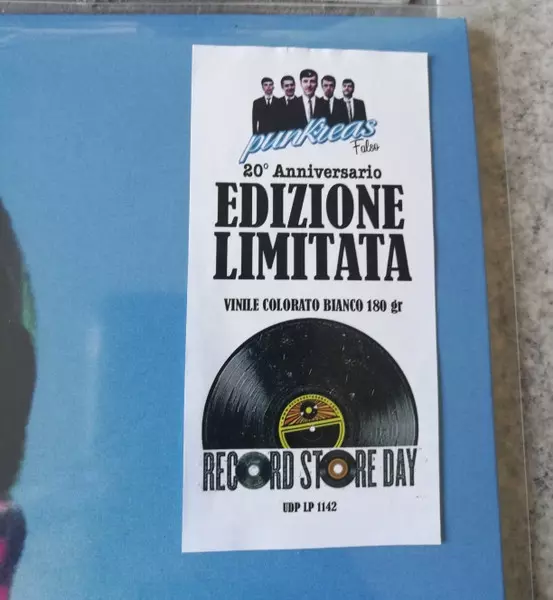 punkreas
Falso
20° Anniversario
EDIZIONE
LIMITATA
VINILE COLORATO BIANCO 180 gr
RECORD STORE DAY
UDP LP 1142